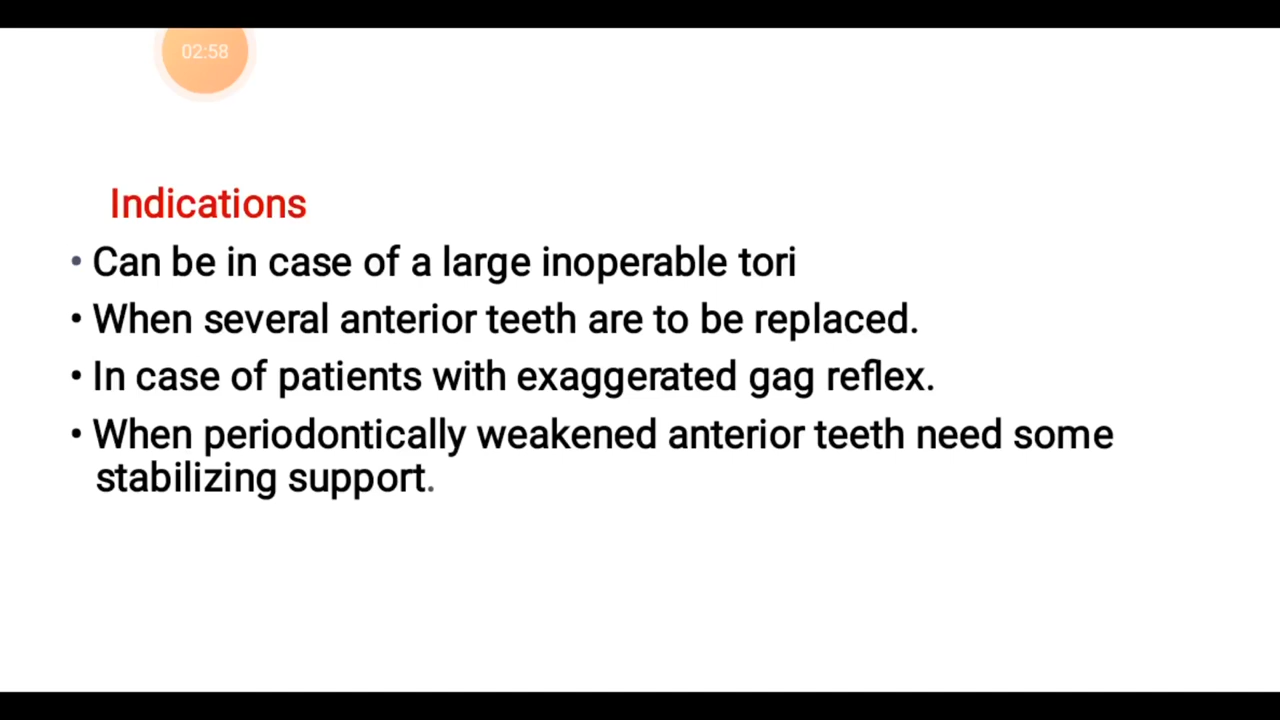 02:58
Indications
• Can be in case of a large inoperable tori
• When several anterior teeth are to be replaced.
• In case of patients with exaggerated gag reflex.
• When periodontically weakened anterior teeth need some
stabilizing support.